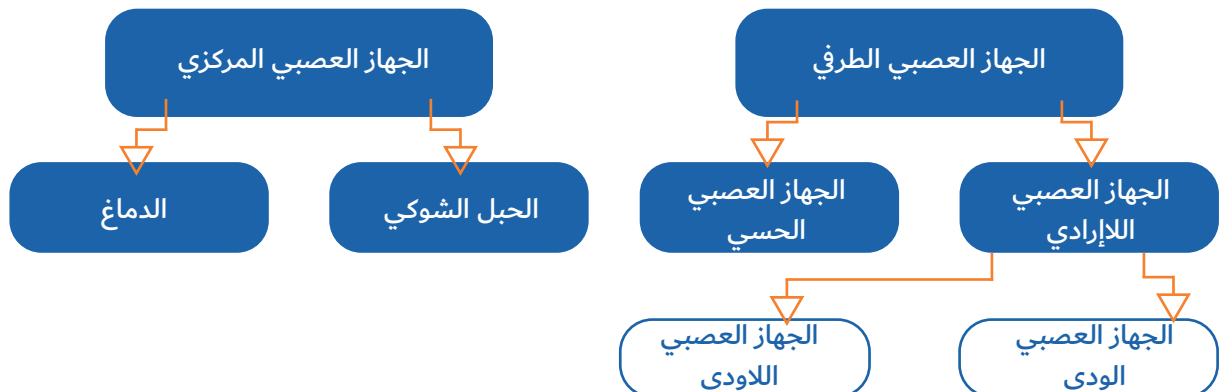 الجهاز العصبي الطرفي
الجهاز العصبي المركزي
الجهاز العصبي
اللاإرادي
الجهاز العصبي
الحسي
الحبل الشوكي
الدماغ
الجهاز العصبي
الودي
الجهاز العصبي
اللاودي